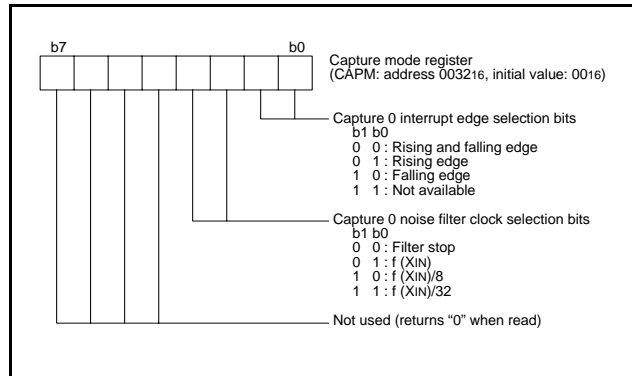 b7 b0
Capture mode register
(CAPM: address 003216, initial value: 0016)
Capture 0 interrupt edge selection bits
b1 b0
0 0 : Rising and falling edge
0 1 : Rising edge
1 0 : Falling edge
1 1 : Not available
Capture 0 noise filter clock selection bits
b1 b0
0 0 : Filter stop
0 1 : f (XIN)
1 0 : f (XIN)/8
1 1 : f (XIN)/32
Not used (returns “0” when read)